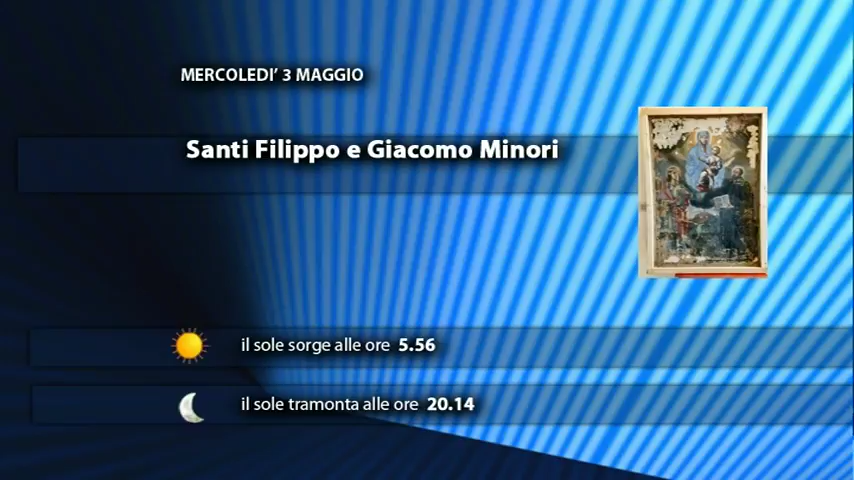 MERCOLEDI’ 3 MAGGIO
Santi Filippo e Giacomo Minori
il sole sorge alle ore 5.56
il sole tramonta alle ore 20.14